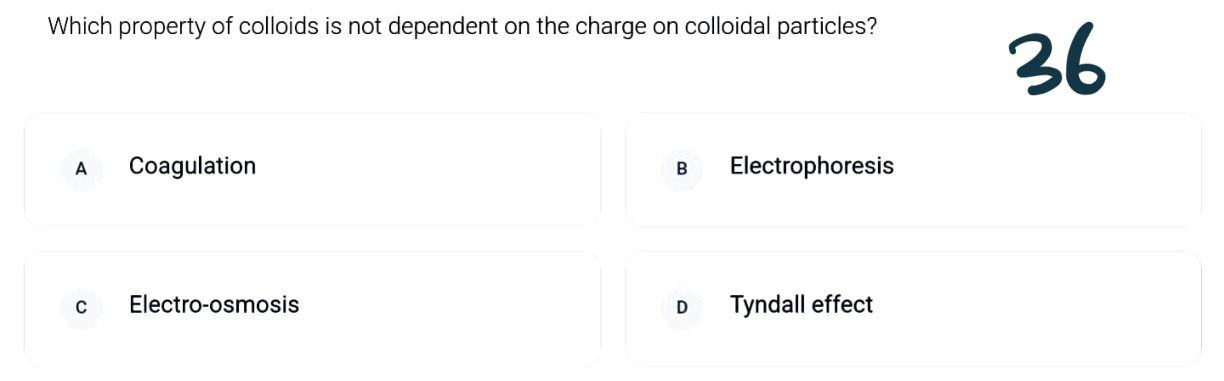 Which property of colloids is not dependent on the charge on colloidal particles?
36
A Coagulation
B Electrophoresis
C Electro-osmosis
D Tyndall effect